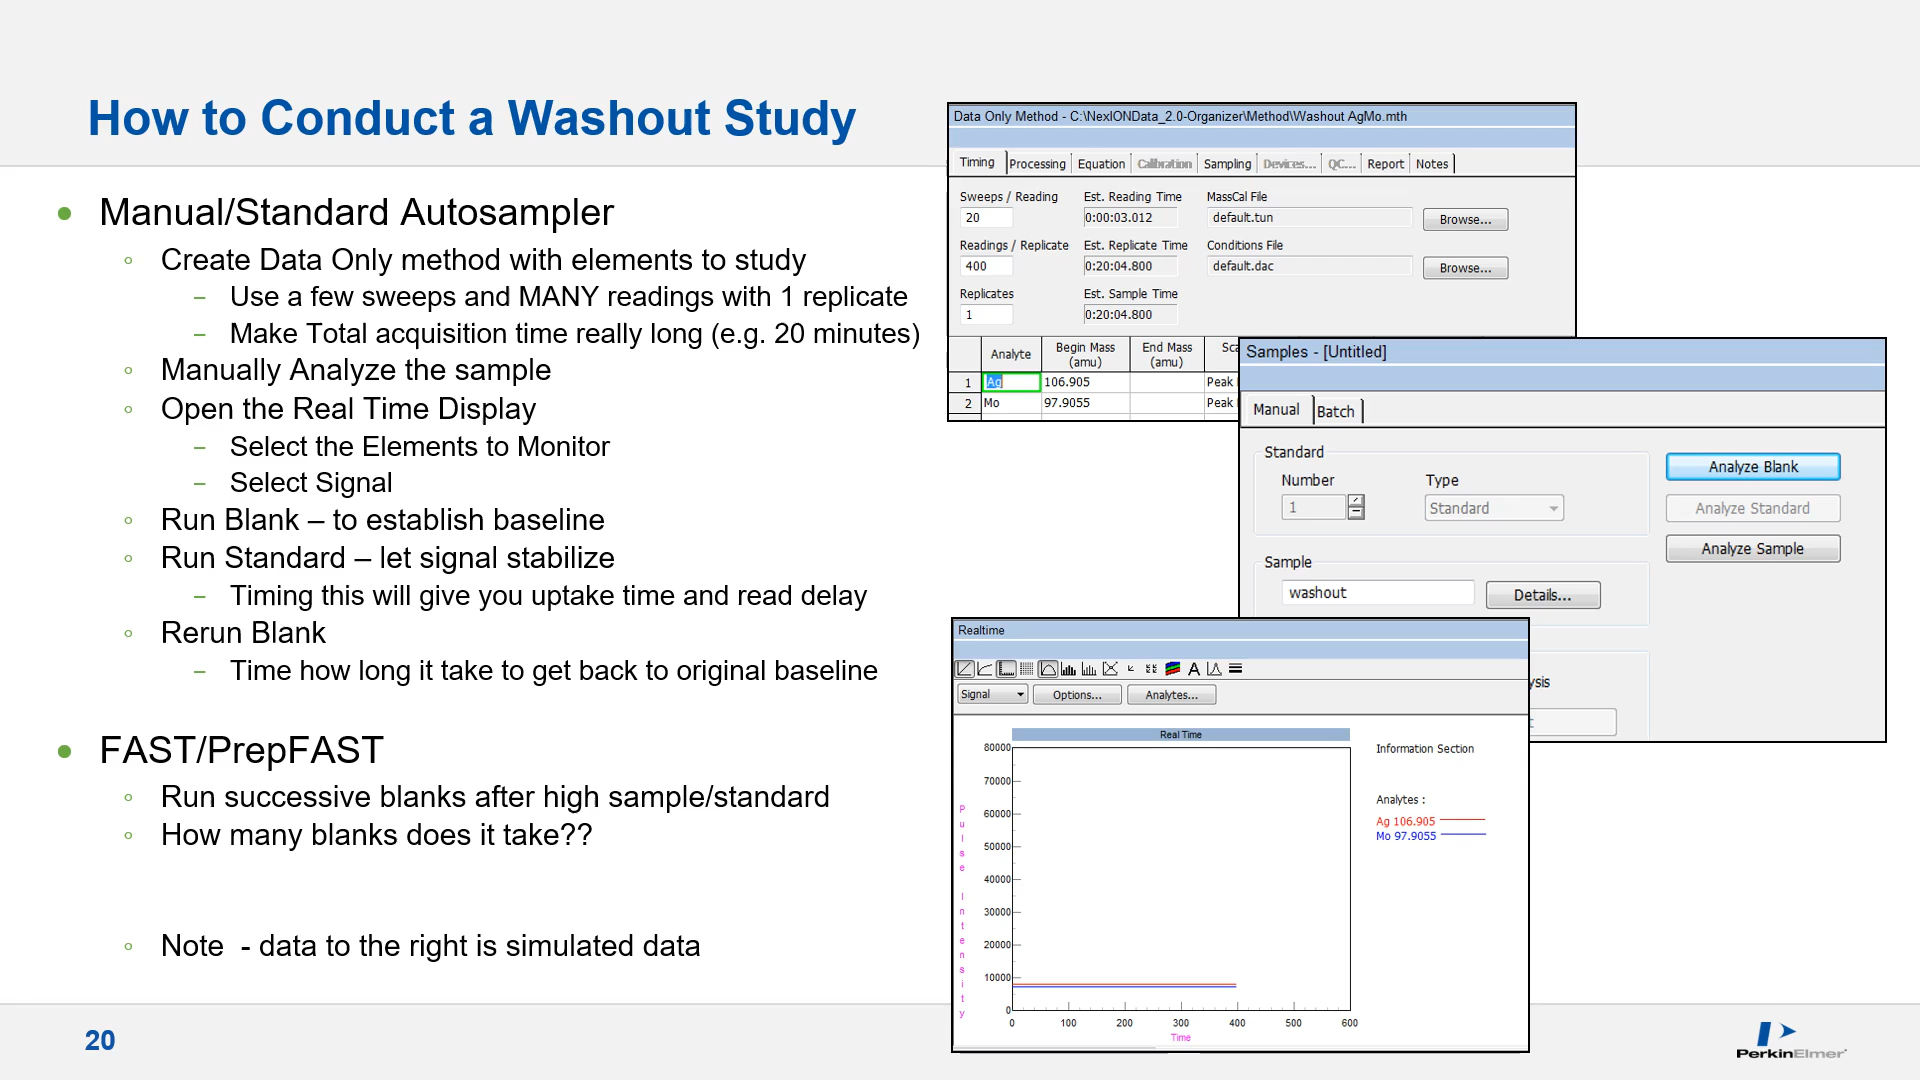 How to Conduct a Washout Study
Manual/Standard Autosampler
Create Data Only method with elements to study
Use a few sweeps and MANY readings with 1 replicate
Make Total acquisition time really long (e.g. 20 minutes)
Manually Analyze the sample
Open the Real Time Display
Select the Elements to Monitor
Select Signal
Run Blank – to establish baseline
Run Standard – let signal stabilize
Timing this will give you uptake time and read delay
Rerun Blank
Time how long it take to get back to original baseline
FAST/PrepFAST
Run successive blanks after high sample/standard
How many blanks does it take??
Note - data to the right is simulated data
20
Data Only Method - C:\NexIONData_2.0-Organizer\Method\Washout AgMo.mth
Timing Processing Equation Calibration Sampling Devices... QC... Report Notes
Sweeps / Reading Est. Reading Time MassCal File
20 0:00:03.012 default.tun Browse...
Readings / Replicate Est. Replicate Time Conditions File
400 0:20:04.800 default.dac Browse...
Replicates Est. Sample Time
1 0:20:04.800
Analyte Begin Mass (amu) End Mass (amu) Sca
1 Ag 106.905 Peak
2 Mo 97.9055 Peak
Samples - [Untitled]
Manual Batch
Standard
Number Type
1 Standard
Analyze Blank
Analyze Standard
Analyze Sample
Sample
washout Details...
ysis
Realtime
Signal Options... Analytes...
Real Time
80000
70000
60000
50000
40000
30000
20000
10000
0
Pulse Intensity
0 100 200 300 400 500 600
Time
Information Section
Analytes :
Ag 106.905
Mo 97.9055
PerkinElmer